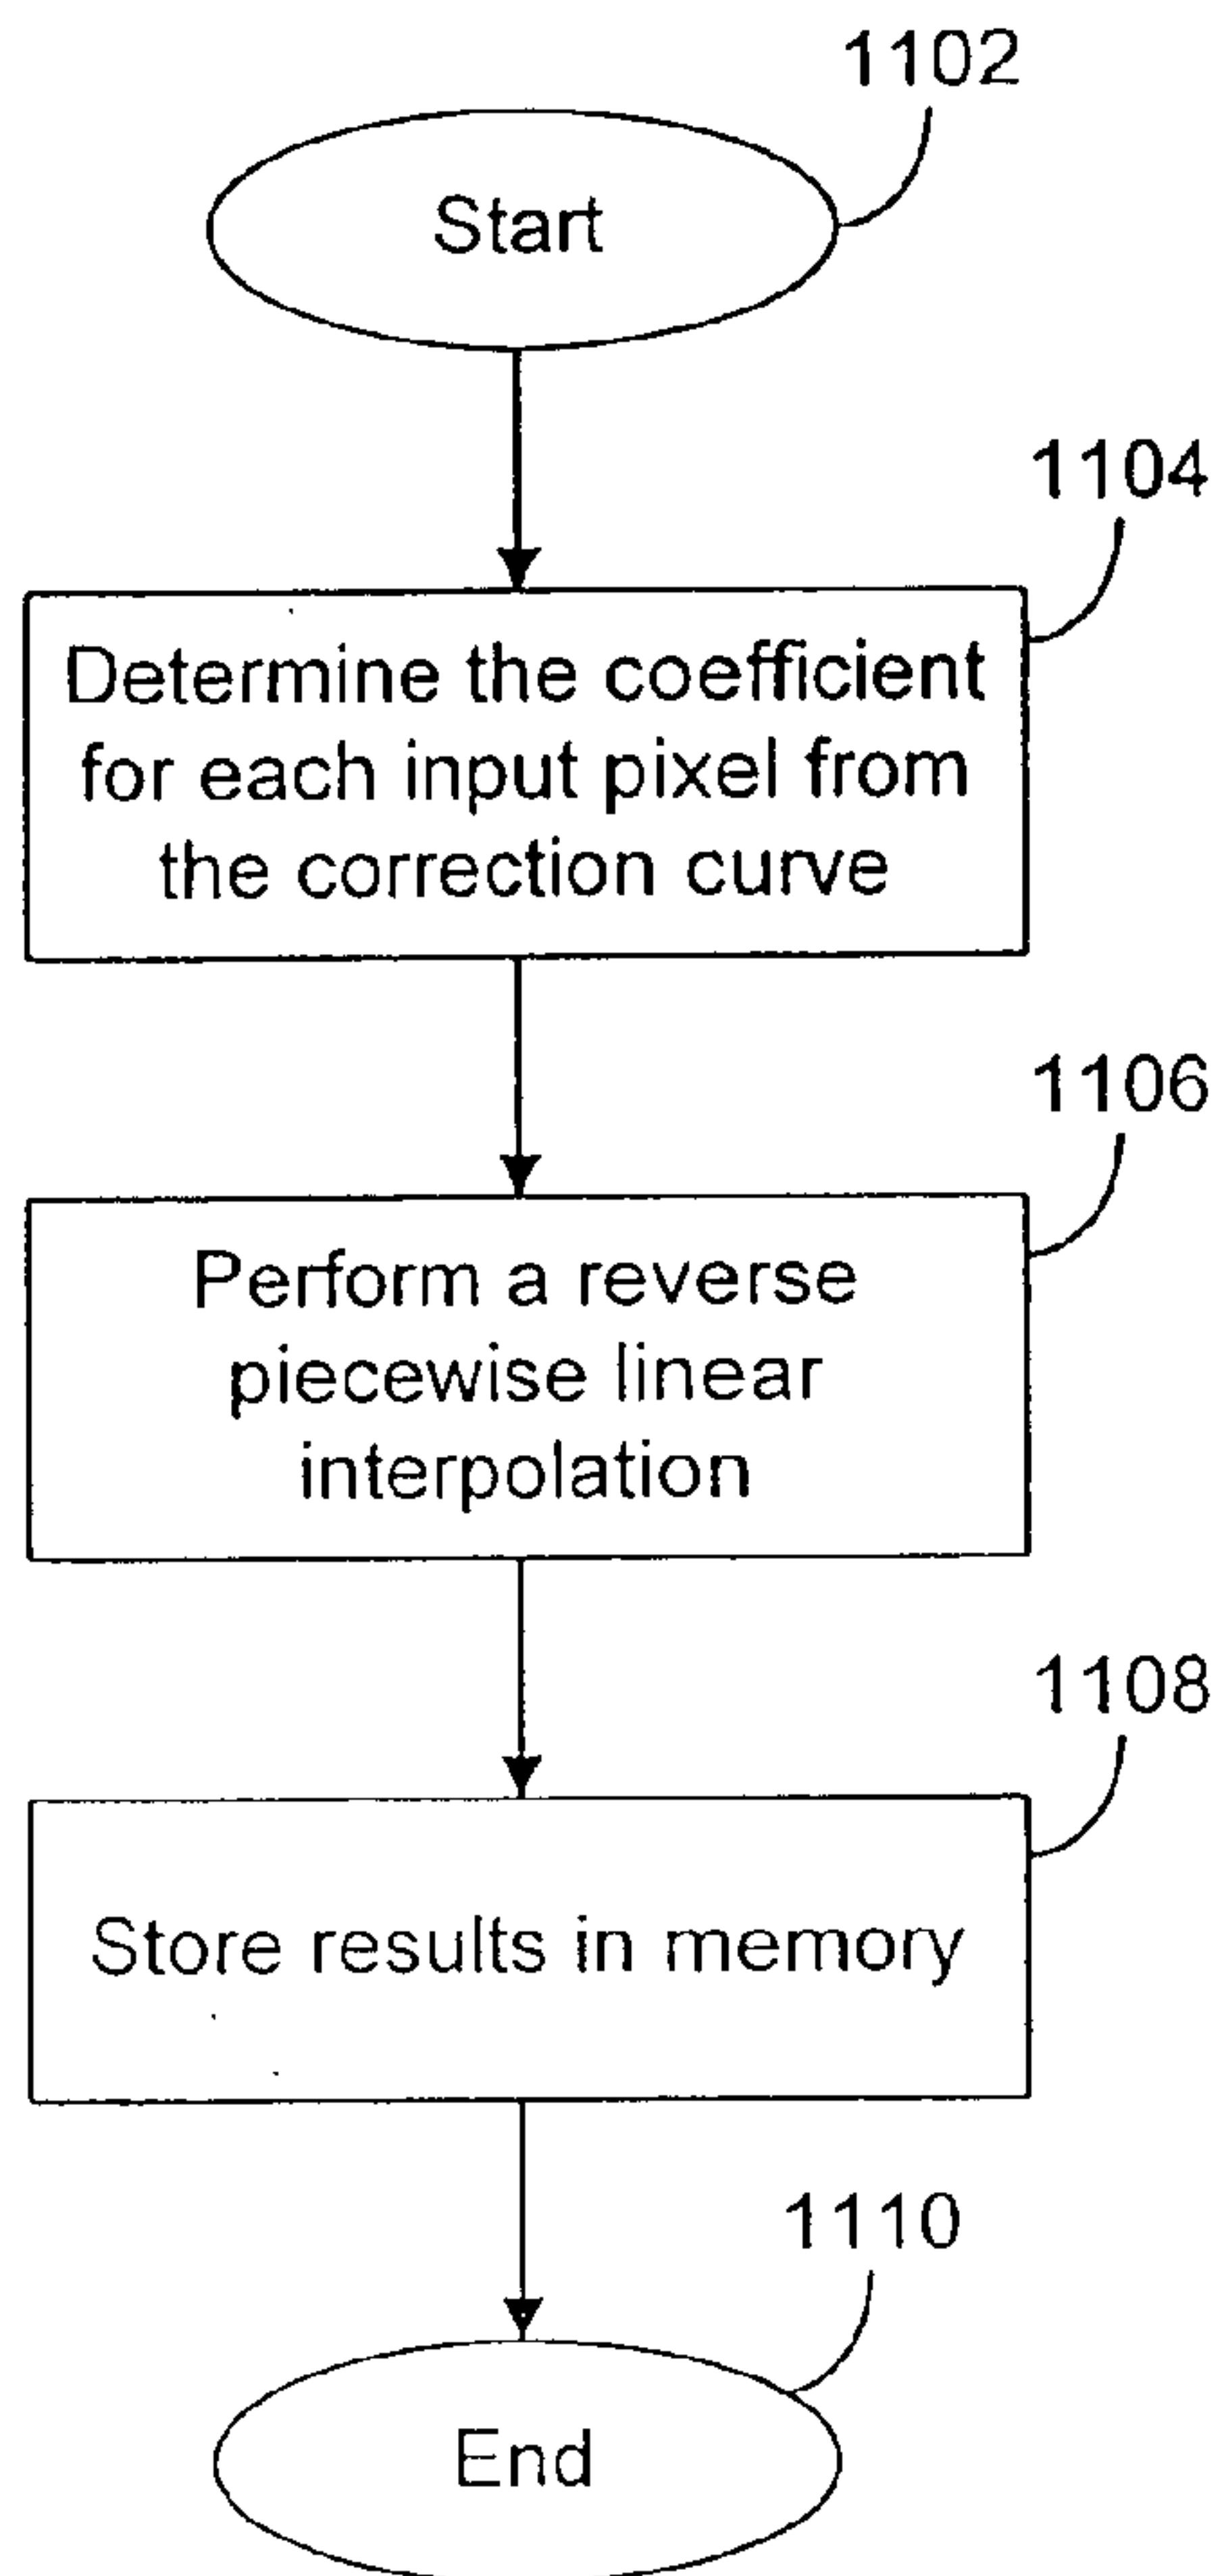 1102
Start
1104
Determine the coefficient
for each input pixel from
the correction curve
1106
Perform a reverse
piecewise linear
interpolation
1108
Store results in memory
1110
End